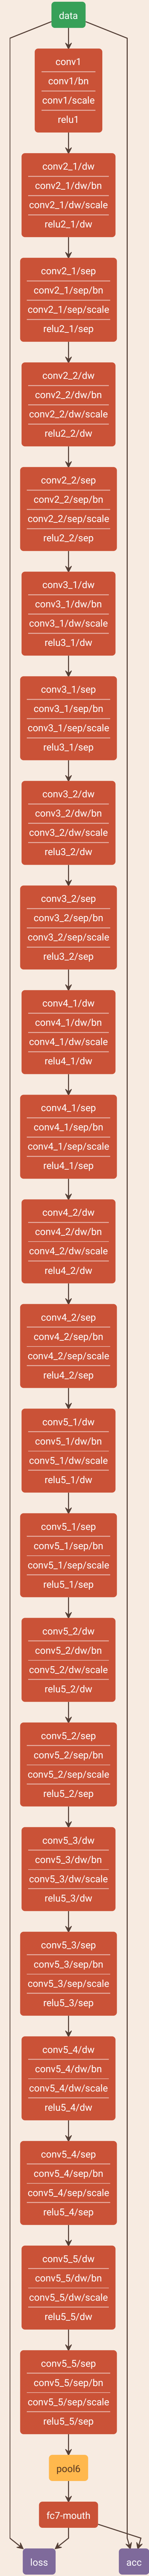 data
conv1
conv1/bn
conv1/scale
relu1
conv2_1/dw
conv2_1/dw/bn
conv2_1/dw/scale
relu2_1/dw
conv2_1/sep
conv2_1/sep/bn
conv2_1/sep/scale
relu2_1/sep
conv2_2/dw
conv2_2/dw/bn
conv2_2/dw/scale
relu2_2/dw
conv2_2/sep
conv2_2/sep/bn
conv2_2/sep/scale
relu2_2/sep
conv3_1/dw
conv3_1/dw/bn
conv3_1/dw/scale
relu3_1/dw
conv3_1/sep
conv3_1/sep/bn
conv3_1/sep/scale
relu3_1/sep
conv3_2/dw
conv3_2/dw/bn
conv3_2/dw/scale
relu3_2/dw
conv3_2/sep
conv3_2/sep/bn
conv3_2/sep/scale
relu3_2/sep
conv4_1/dw
conv4_1/dw/bn
conv4_1/dw/scale
relu4_1/dw
conv4_1/sep
conv4_1/sep/bn
conv4_1/sep/scale
relu4_1/sep
conv4_2/dw
conv4_2/dw/bn
conv4_2/dw/scale
relu4_2/dw
conv4_2/sep
conv4_2/sep/bn
conv4_2/sep/scale
relu4_2/sep
conv5_1/dw
conv5_1/dw/bn
conv5_1/dw/scale
relu5_1/dw
conv5_1/sep
conv5_1/sep/bn
conv5_1/sep/scale
relu5_1/sep
conv5_2/dw
conv5_2/dw/bn
conv5_2/dw/scale
relu5_2/dw
conv5_2/sep
conv5_2/sep/bn
conv5_2/sep/scale
relu5_2/sep
conv5_3/dw
conv5_3/dw/bn
conv5_3/dw/scale
relu5_3/dw
conv5_3/sep
conv5_3/sep/bn
conv5_3/sep/scale
relu5_3/sep
conv5_4/dw
conv5_4/dw/bn
conv5_4/dw/scale
relu5_4/dw
conv5_4/sep
conv5_4/sep/bn
conv5_4/sep/scale
relu5_4/sep
conv5_5/dw
conv5_5/dw/bn
conv5_5/dw/scale
relu5_5/dw
conv5_5/sep
conv5_5/sep/bn
conv5_5/sep/scale
relu5_5/sep
pool6
fc7-mouth
loss
acc